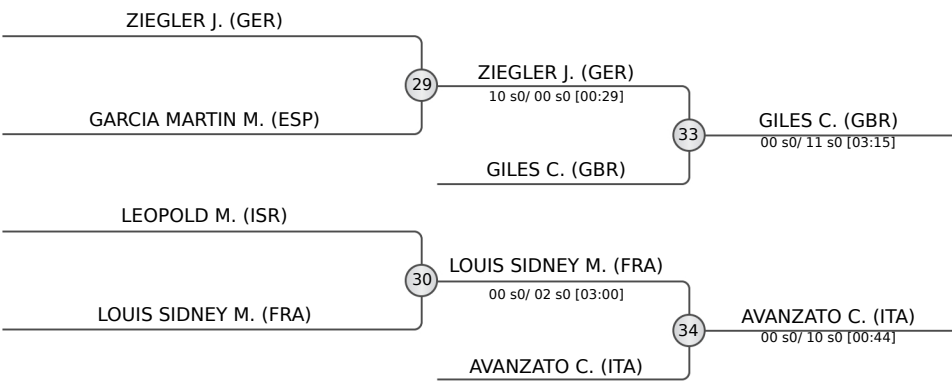 ZIEGLER J. (GER)
29
GARCIA MARTIN M. (ESP)
ZIEGLER J. (GER)
10 s0/ 00 s0 [00:29]
33
GILES C. (GBR)
GILES C. (GBR)
00 s0/ 11 s0 [03:15]
LEOPOLD M. (ISR)
30
LOUIS SIDNEY M. (FRA)
LOUIS SIDNEY M. (FRA)
00 s0/ 02 s0 [03:00]
34
AVANZATO C. (ITA)
AVANZATO C. (ITA)
00 s0/ 10 s0 [00:44]